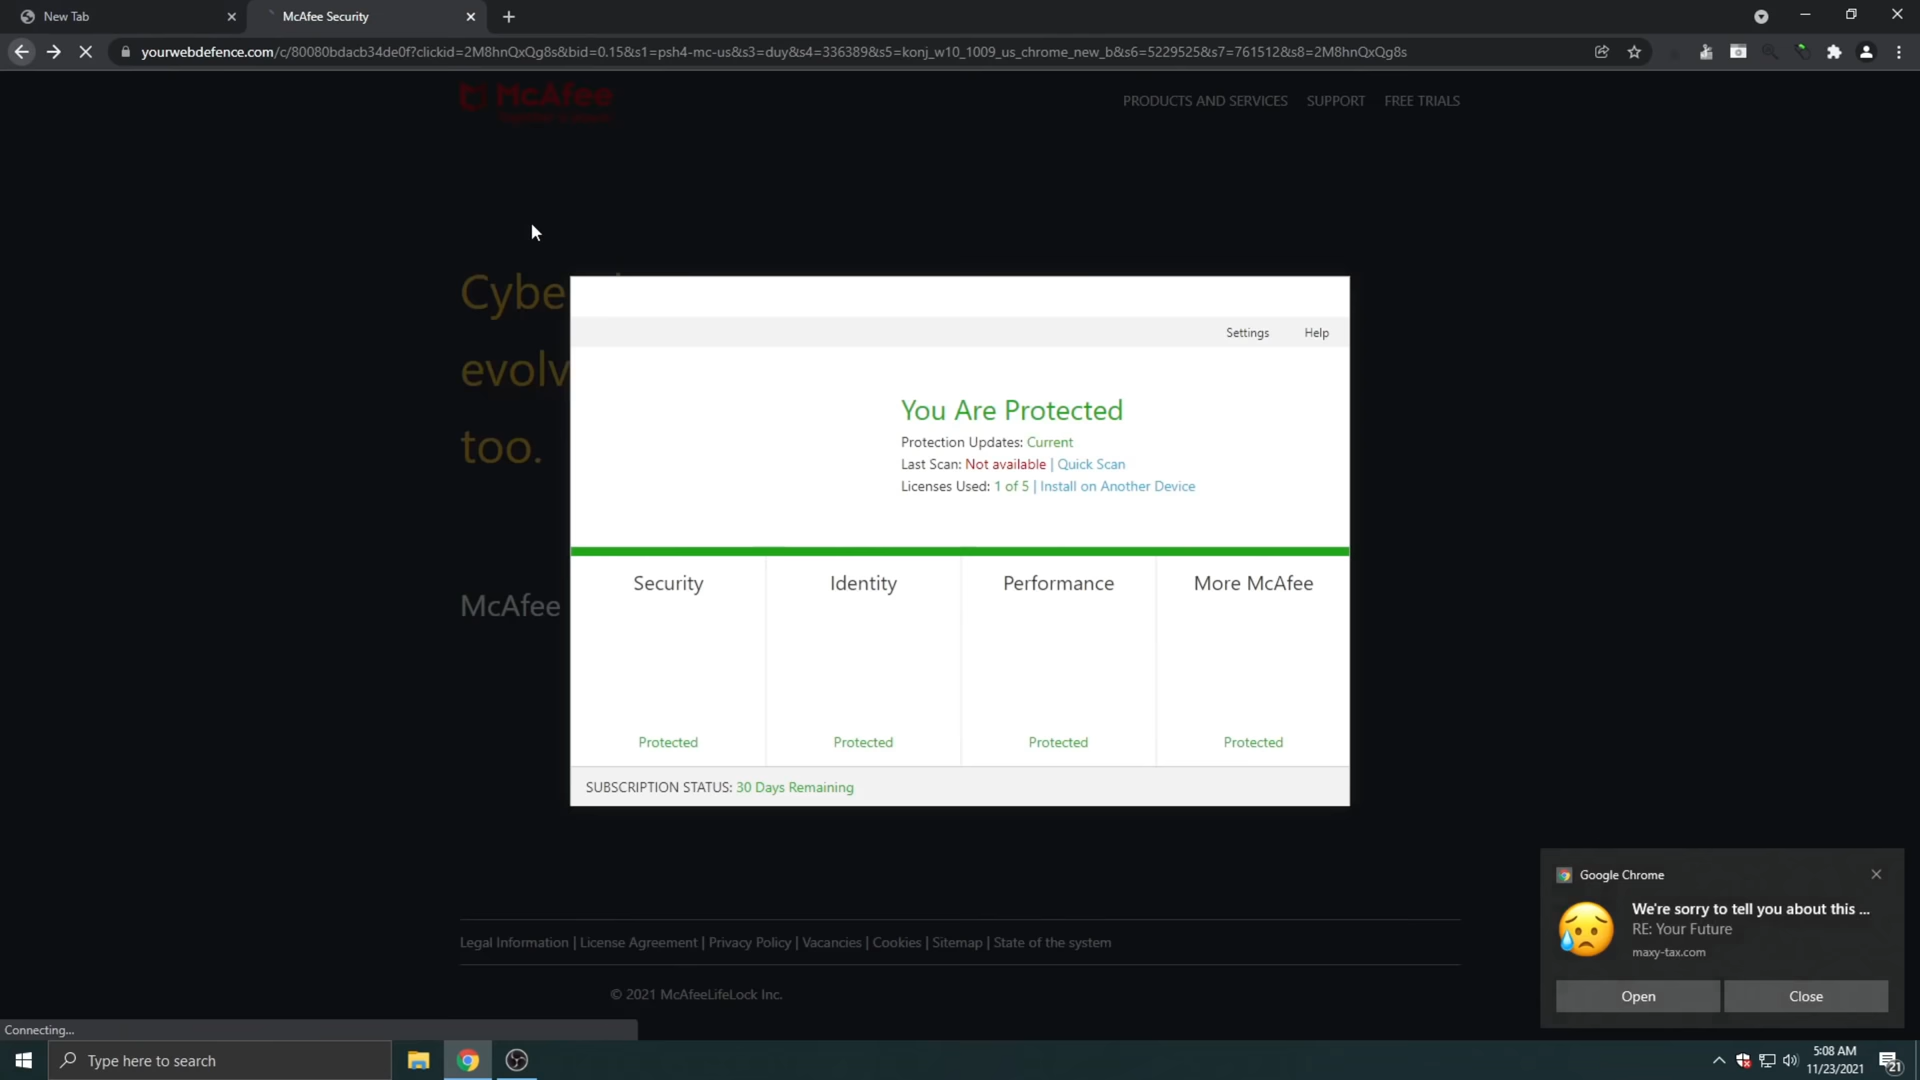 New Tab
McAfee Security
yourwebdefence.com/c/80080bdacb34de0f?clickid=2M8hnQxQg8s&bid=0.15&s1=psh4-mc-us&s3=duy&s4=336389&s5=konj_w10_1009_us_chrome_new_b&s6=5229525&s7=761512&s8=2M8hnQxQg8s
McAfee
PRODUCTS AND SERVICES SUPPORT FREE TRIALS
Cybe
evolv
too.
McAfee
Settings Help
You Are Protected
Protection Updates: Current
Last Scan: Not available | Quick Scan
Licenses Used: 1 of 5 | Install on Another Device
Security Identity Performance More McAfee
Protected Protected Protected Protected
SUBSCRIPTION STATUS: 30 Days Remaining
Google Chrome
We're sorry to tell you about this ...
RE: Your Future
maxy-tax.com
Open Close
Legal Information | License Agreement | Privacy Policy | Vacancies | Cookies | Sitemap | State of the system
© 2021 McAfeeLifeLock Inc.
Connecting...
Type here to search
5:08 AM
11/23/2021
21